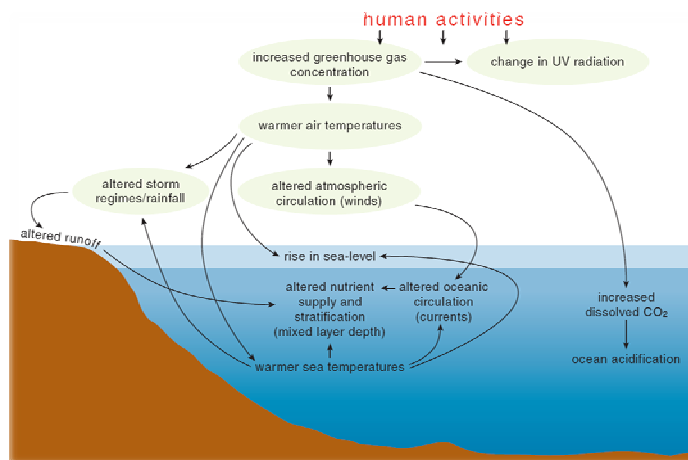 human activities
increased greenhouse gas
concentration
change in UV radiation
warmer air temperatures
altered storm
regimes/rainfall
altered atmospheric
circulation (winds)
altered runoff
rise in sea-level
altered nutrient
supply and
stratification
(mixed layer depth)
altered oceanic
circulation
(currents)
increased
dissolved CO₂
ocean acidification
warmer sea temperatures